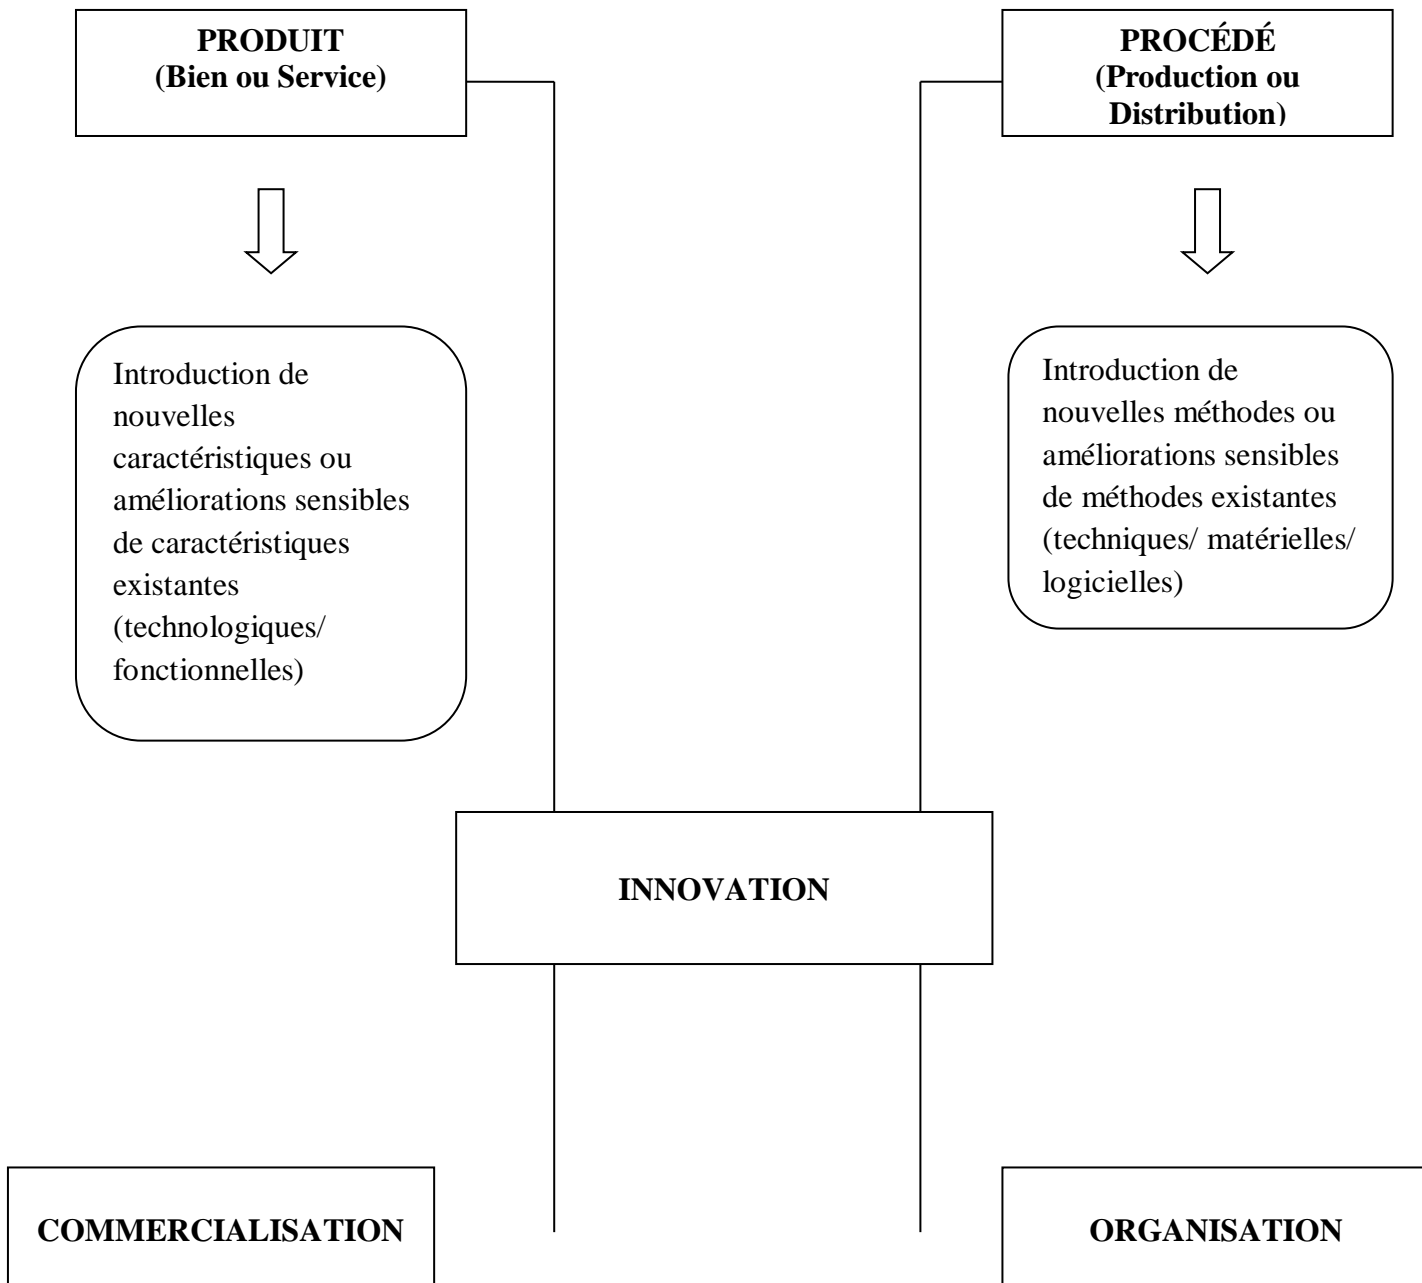 PRODUIT
(Bien ou Service)
PROCÉDÉ
(Production ou
Distribution)
Introduction de
nouvelles
caractéristiques ou
améliorations sensibles
de caractéristiques
existantes
(technologiques/
fonctionnelles)
Introduction de
nouvelles méthodes ou
améliorations sensibles
de méthodes existantes
(techniques/ matérielles/
logicielles)
INNOVATION
COMMERCIALISATION
ORGANISATION